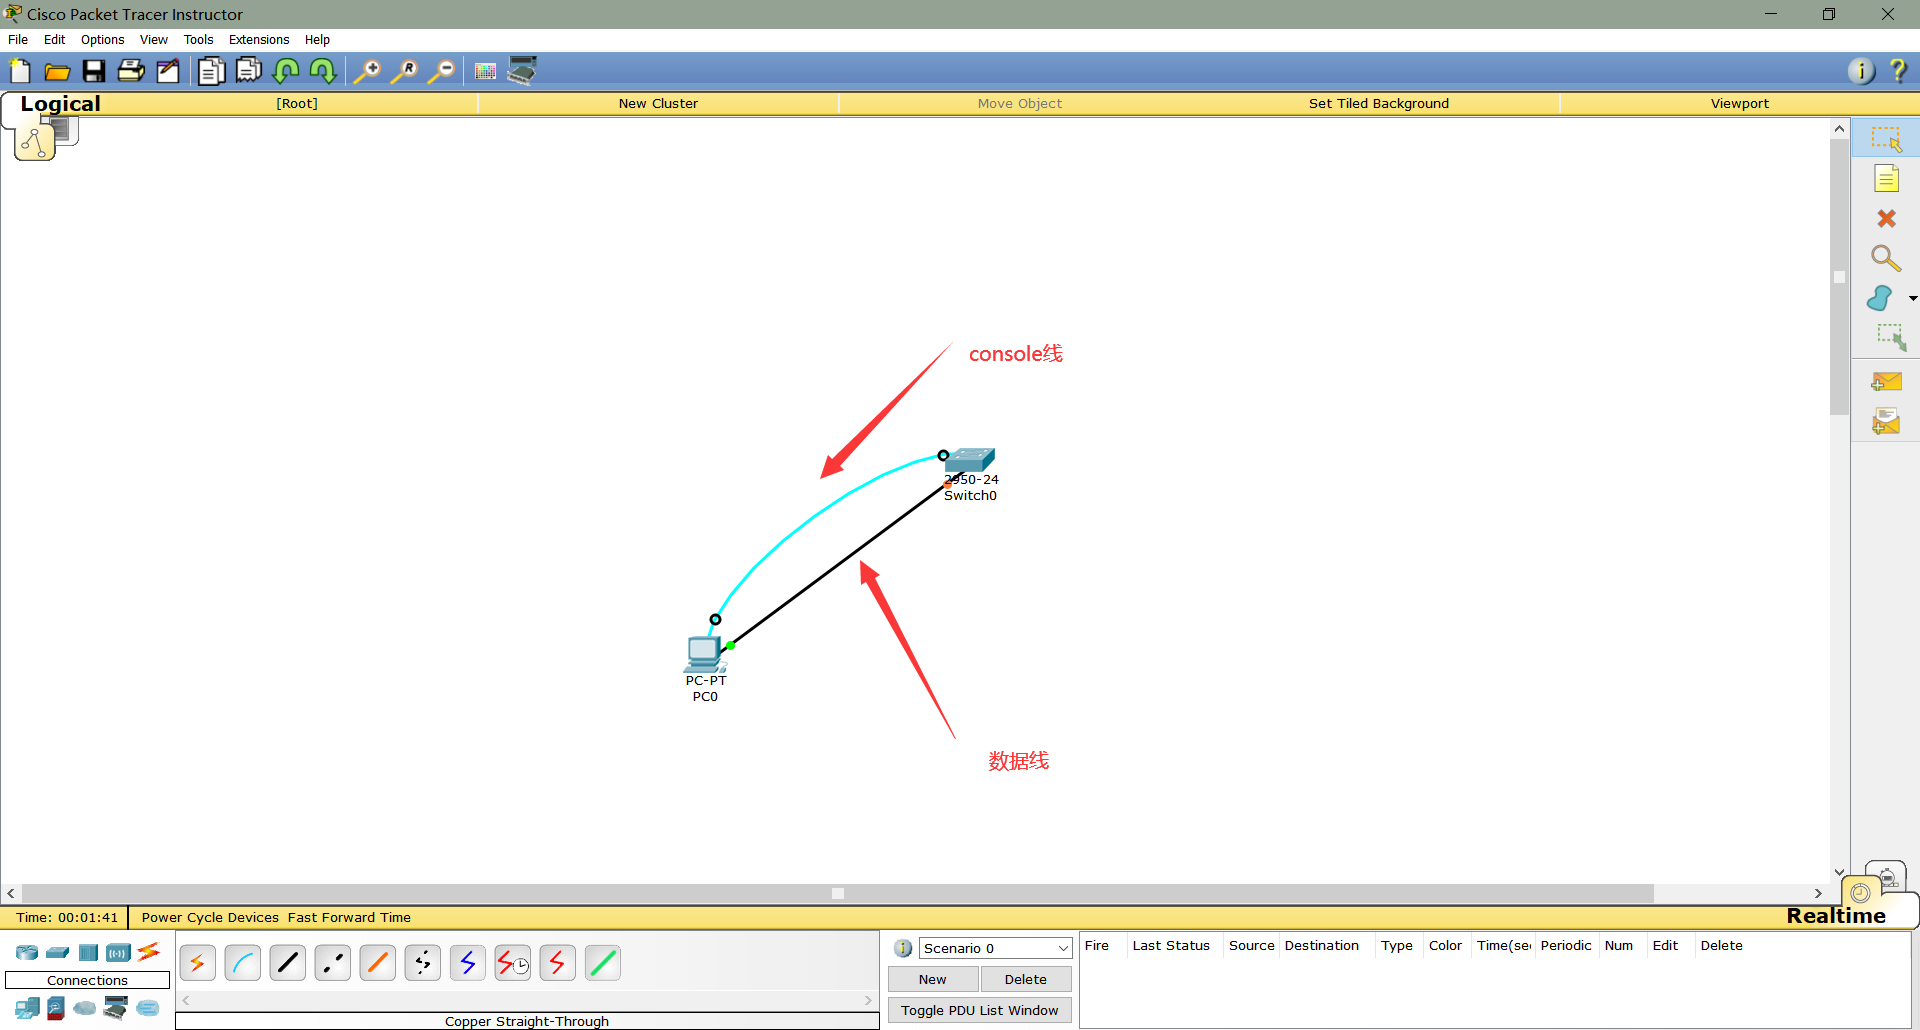 Cisco Packet Tracer Instructor
File Edit Options View Tools Extensions Help
Logical [Root] New Cluster Move Object Set Tiled Background Viewport
console线
2950-24
Switch0
PC-PT
PC0
数据线
Time: 00:01:41 Power Cycle Devices Fast Forward Time
Realtime
Connections
Copper Straight-Through
Scenario 0
New Delete
Toggle PDU List Window
Fire Last Status Source Destination Type Color Time(se Periodic Num Edit Delete